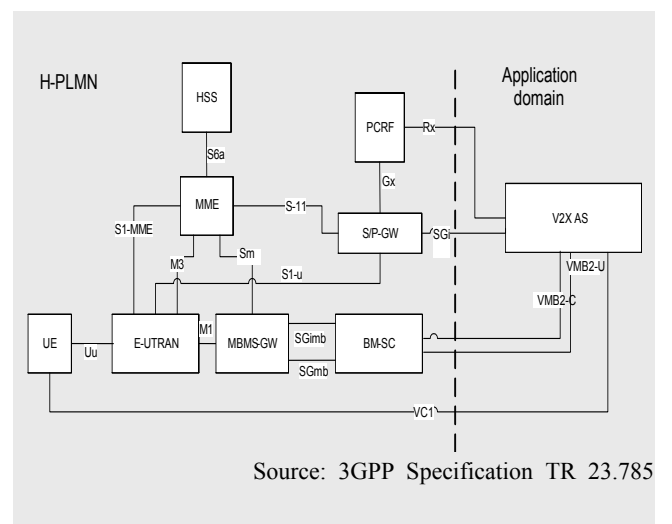 H-PLMN
Application
domain
HSS
PCRF
Rx
S6a
Gx
MME
S-11
V2X AS
S1-MME
S/P-GW
SGi
M3
Sm
S1-u
VMB2-U
VMB2-C
UE
Uu
E-UTRAN
M1
MBMS-GW
SGimb
SGmb
BM-SC
VC1
Source: 3GPP Specification TR 23.785